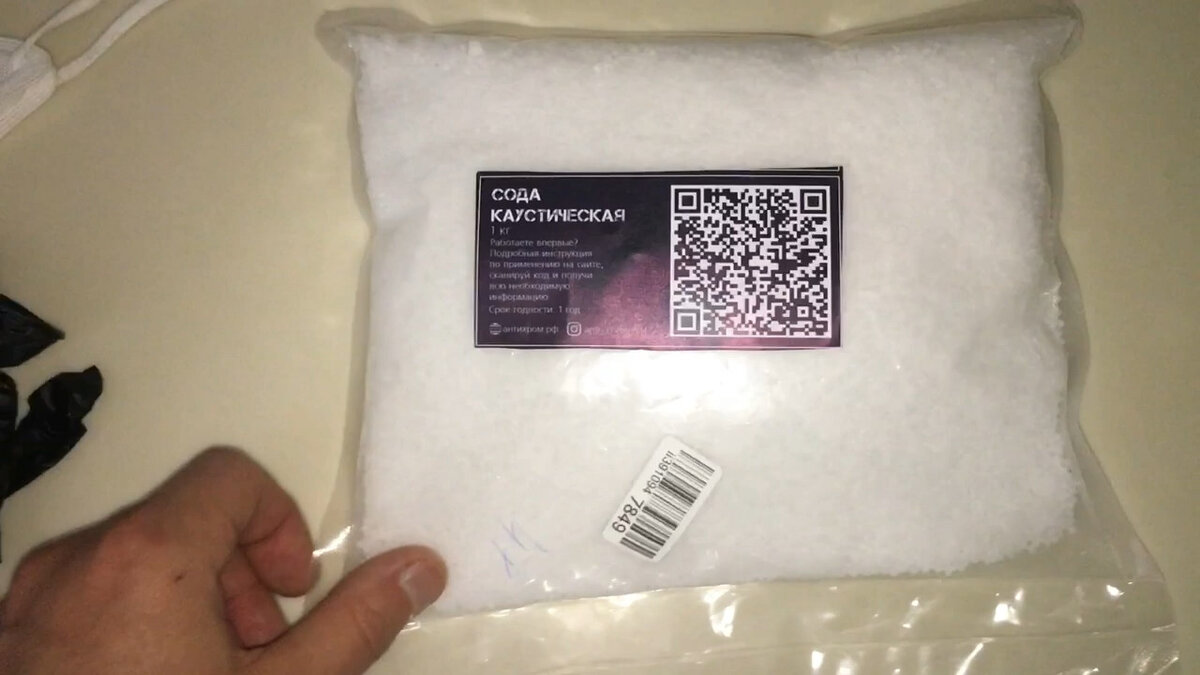 СОДА
КАУСТИЧЕСКАЯ
1 кг
Работаете впервые?
Подробная инструкция
по применению на сайте,
сканируй код и получи
всю необходимую
информацию
Срок годности: 1 год
антихром.рф
li391094 7849